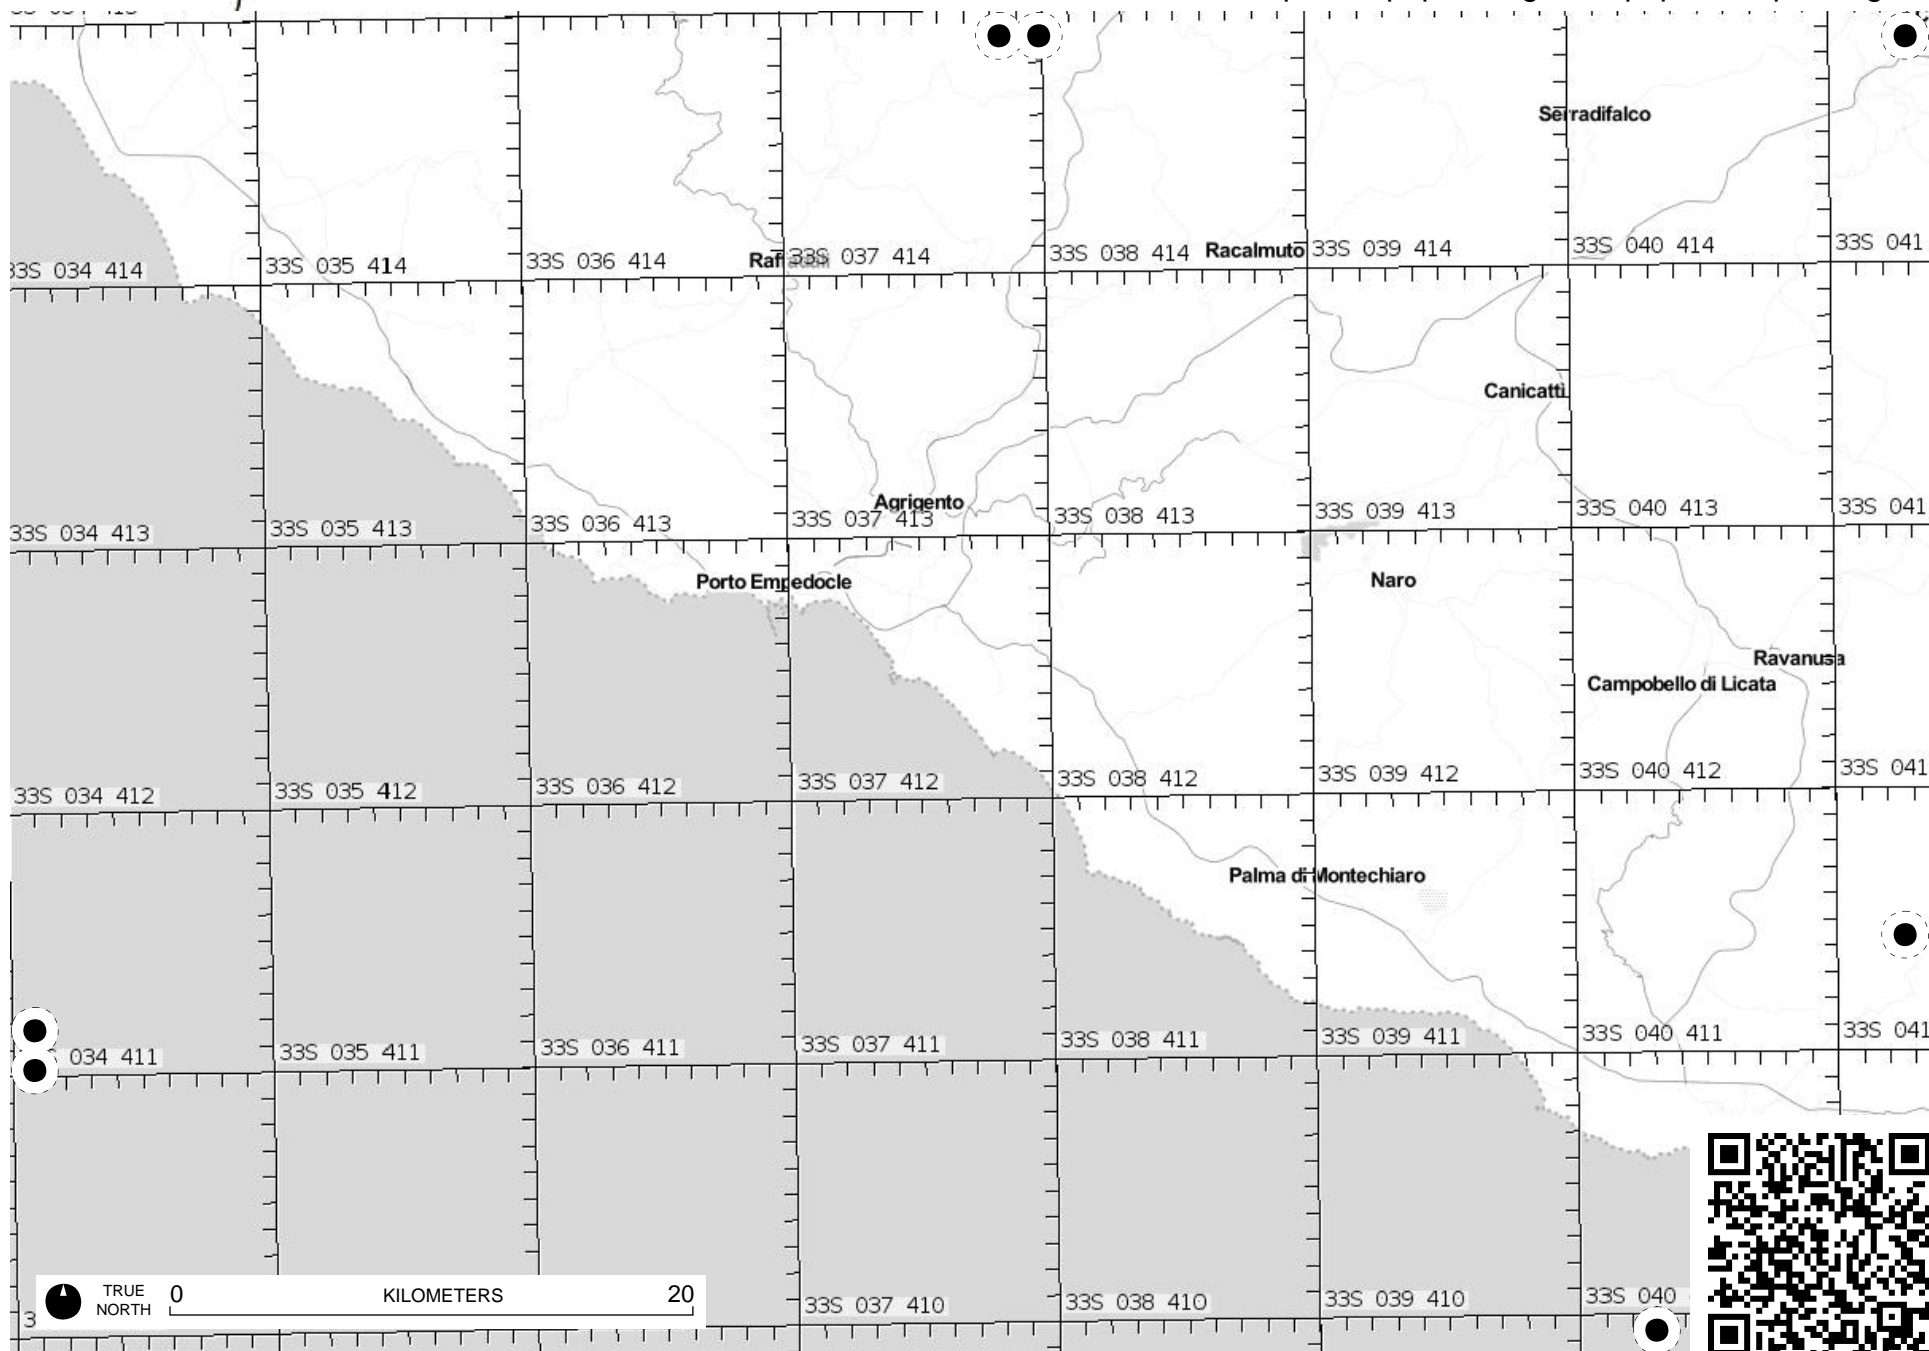 Serradifalco
33S 034 414
33S 035 414
33S 036 414
33S 037 414
33S 038 414
Racalmuto
33S 039 414
33S 040 414
33S 041
Canicattì
Agrigento
33S 034 413
33S 035 413
33S 036 413
33S 037 413
33S 038 413
33S 039 413
33S 040 413
33S 041
Porto Empedocle
Naro
Ravanusa
Campobello di Licata
33S 034 412
33S 035 412
33S 036 412
33S 037 412
33S 038 412
33S 039 412
33S 040 412
33S 041
Palma di Montechiaro
034 411
33S 035 411
33S 036 411
33S 037 411
33S 038 411
33S 039 411
33S 040 411
33S 041
TRUE
NORTH
0 KILOMETERS 20
33S 037 410
33S 038 410
33S 039 410
33S 040